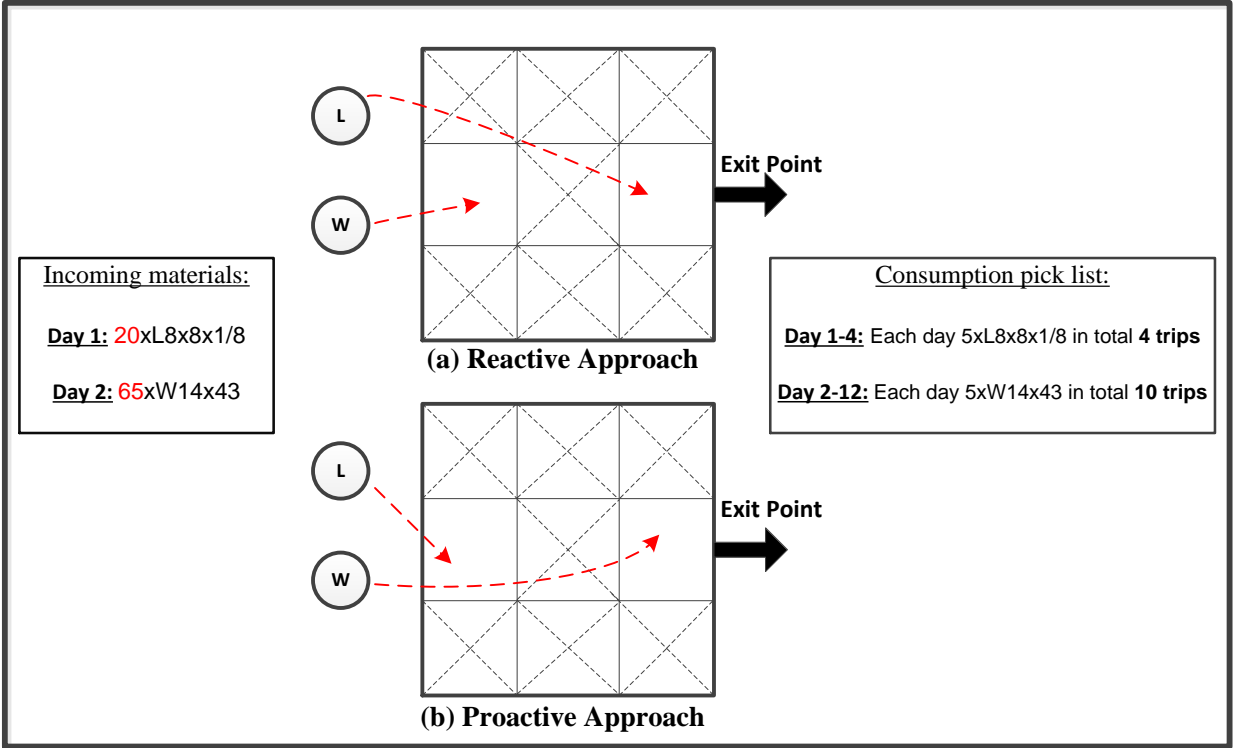 L
W
Exit Point
(a) Reactive Approach
Incoming materials:
Day 1: 20xL8x8x1/8
Day 2: 65xW14x43
Consumption pick list:
Day 1-4: Each day 5xL8x8x1/8 in total 4 trips
Day 2-12: Each day 5xW14x43 in total 10 trips
L
W
Exit Point
(b) Proactive Approach